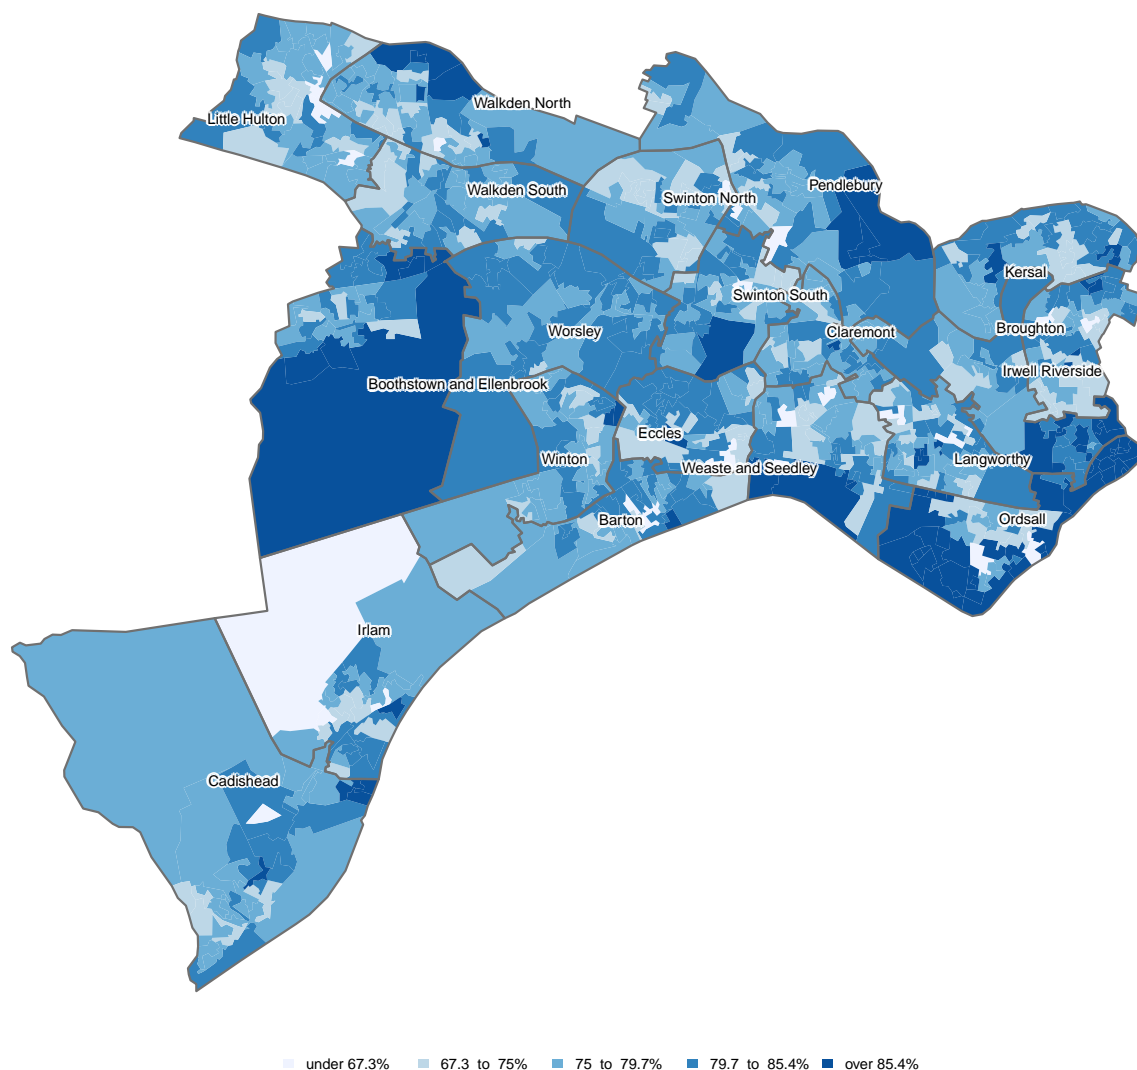 Walkden North
Little Hulton
Pendlebury
Walkden South
Swinton North
Kersal
Swinton South
Worsley
Claremont
Broughton
Irwell Riverside
Boothstown and Ellenbrook
Eccles
Winton
Weaste and Seedley
Langworthy
Barton
Ordsall
Irlam
Cadishead
under 67.3% 67.3 to 75% 75 to 79.7% 79.7 to 85.4% over 85.4%